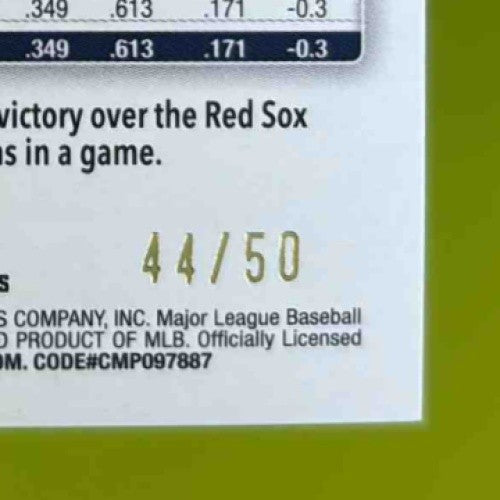 .349 .613 .171 -0.3
.349 .613 .171 -0.3
victory over the Red Sox
in a game.
44/50
COMPANY, INC. Major League Baseball
PRODUCT OF MLB. Officially Licensed
CODE#CMP097887